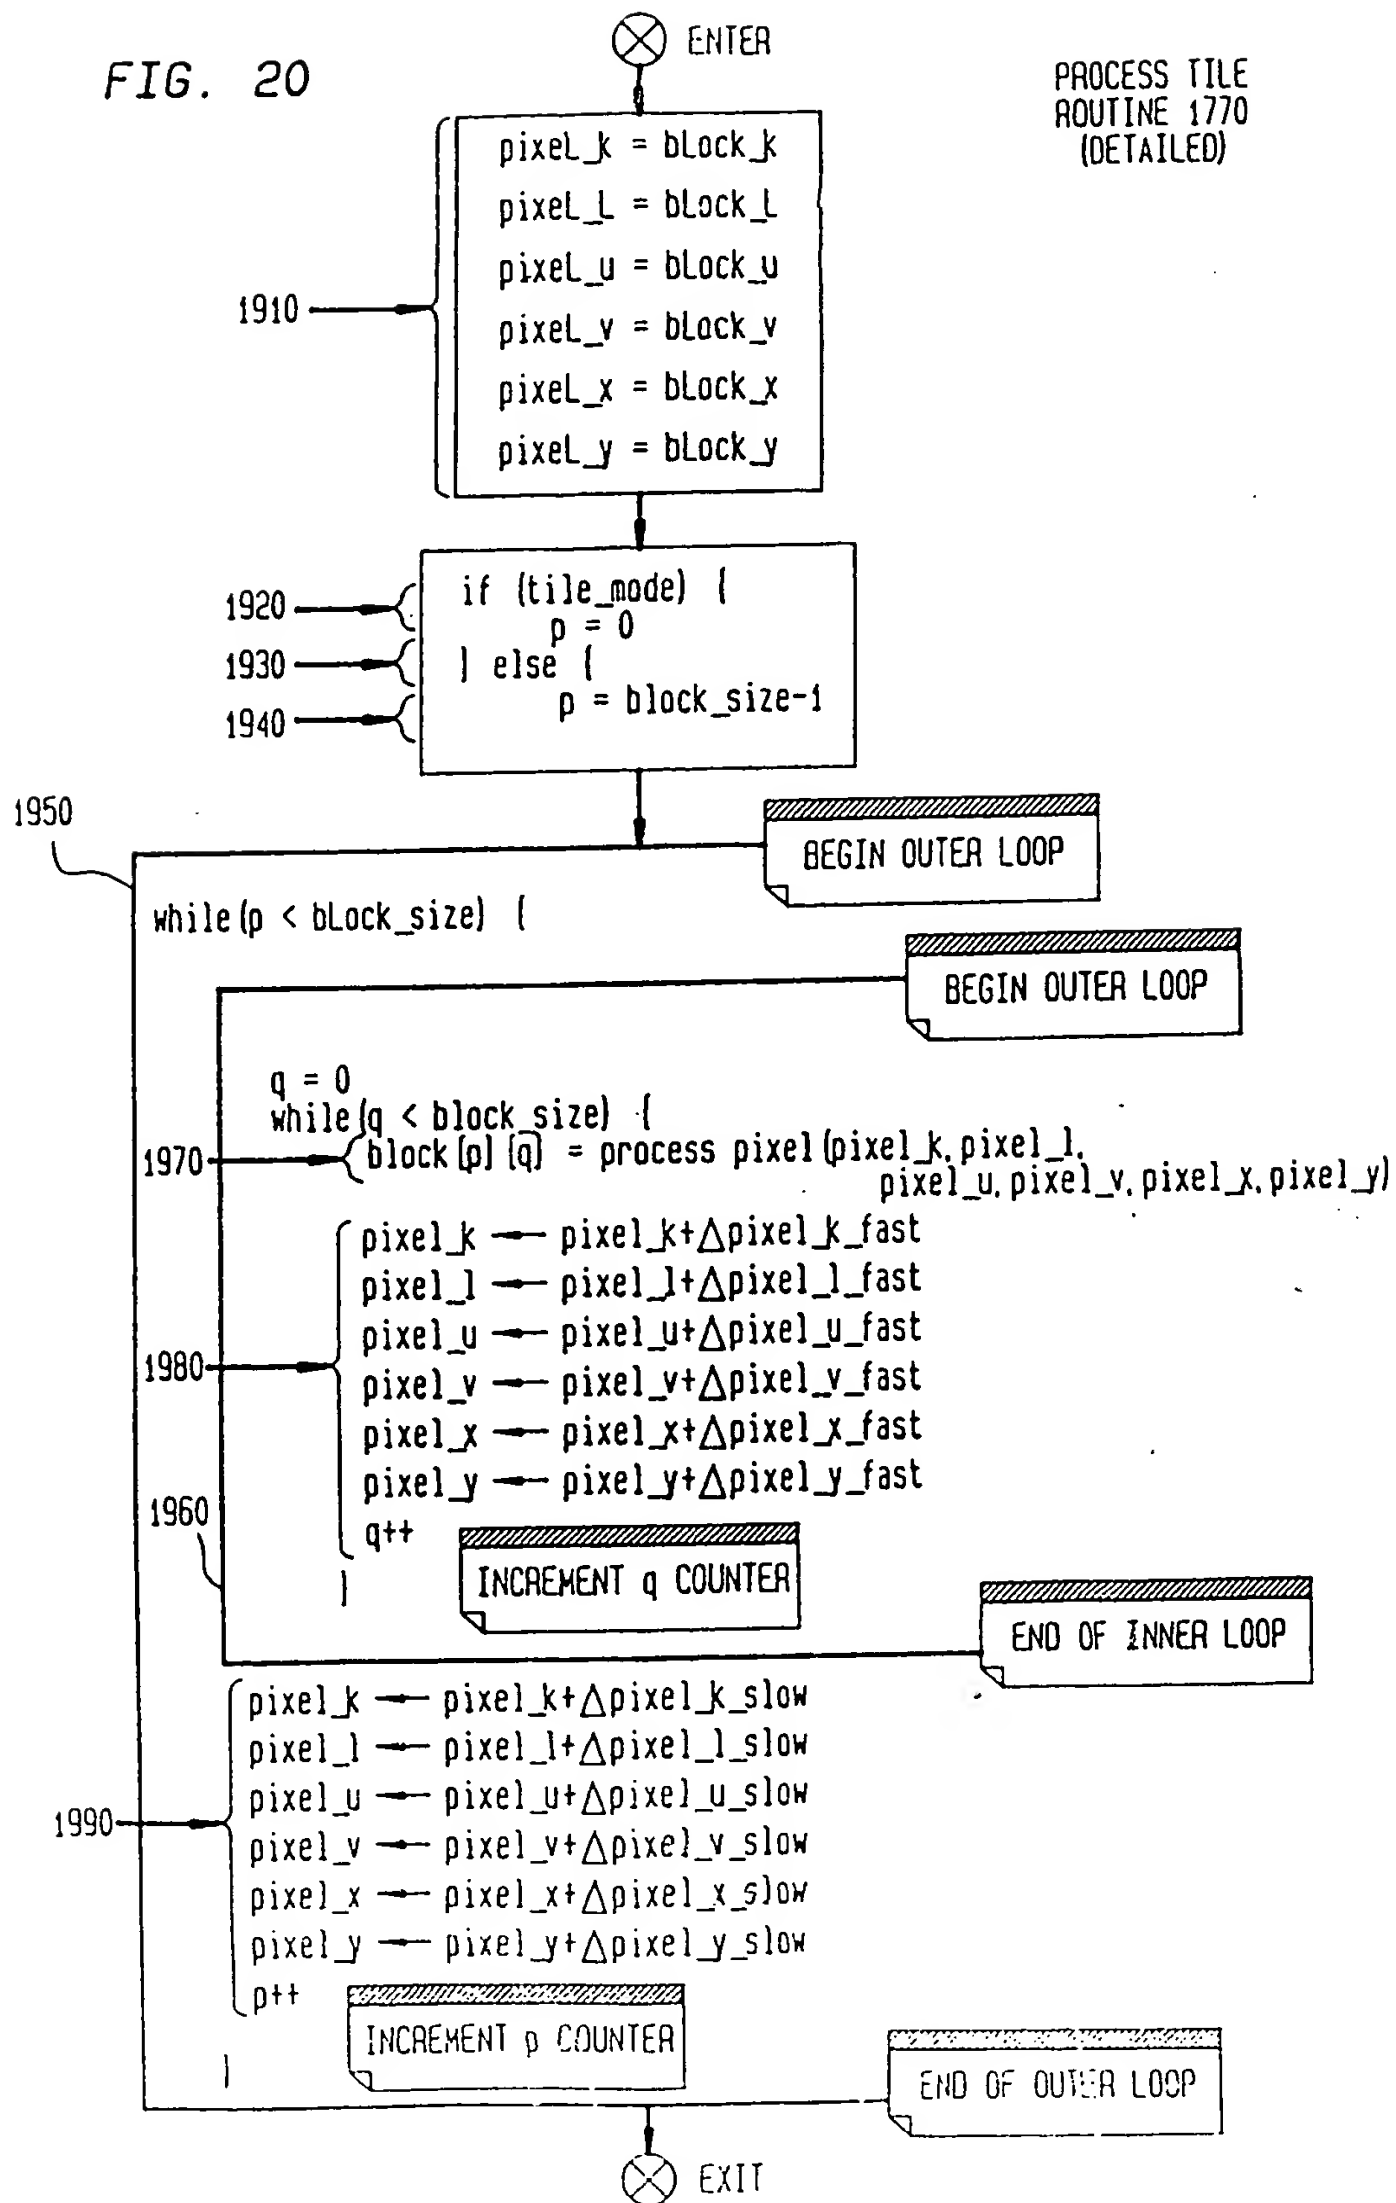 FIG. 20
ENTER
PROCESS TILE
ROUTINE 1770
(DETAILED)
pixel_k = block_k
pixel_L = block_L
pixel_u = block_u
pixel_v = block_v
pixel_x = block_x
pixel_y = block_y
1910
if (tile_mode) {
p = 0
} else {
p = block_size-1
1920
1930
1940
1950
BEGIN OUTER LOOP
while(p < block_size) {
BEGIN OUTER LOOP
q = 0
while(q < block_size) {
1970
block[p][q] = process pixel(pixel_k, pixel_l,
pixel_u, pixel_v, pixel_x, pixel_y)
pixel_k ← pixel_k+Δpixel_k_fast
pixel_l ← pixel_l+Δpixel_l_fast
pixel_u ← pixel_u+Δpixel_u_fast
1980
pixel_v ← pixel_v+Δpixel_v_fast
pixel_x ← pixel_x+Δpixel_x_fast
pixel_y ← pixel_y+Δpixel_y_fast
1960
q++
INCREMENT q COUNTER
}
END OF INNER LOOP
pixel_k ← pixel_k+Δpixel_k_slow
pixel_l ← pixel_l+Δpixel_l_slow
pixel_u ← pixel_u+Δpixel_u_slow
1990
pixel_v ← pixel_v+Δpixel_v_slow
pixel_x ← pixel_x+Δpixel_x_slow
pixel_y ← pixel_y+Δpixel_y_slow
p++
INCREMENT p COUNTER
}
END OF OUTER LOOP
EXIT